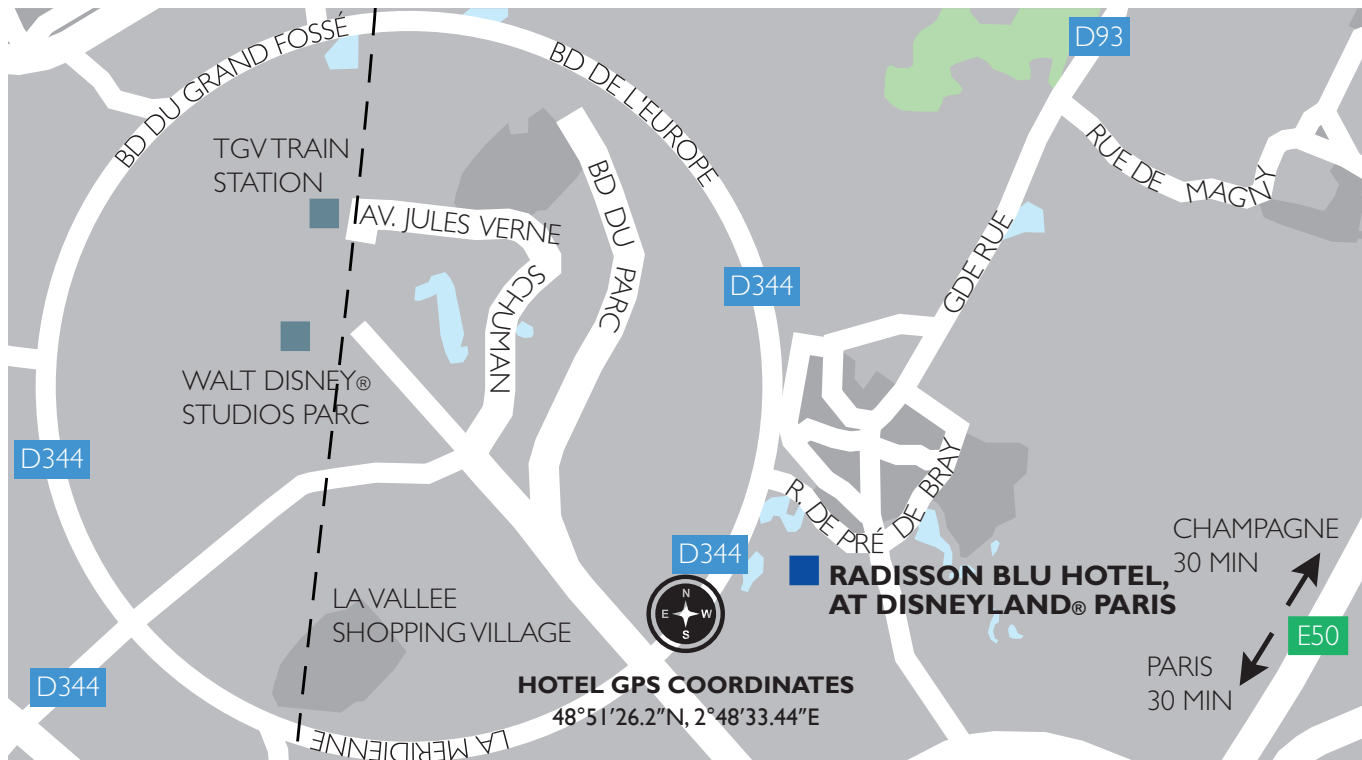 D93
BD DU GRAND FOSSÉ
BD DE L'EUROPE
TGV TRAIN
STATION
RUE DE MAGNY
AV. JULES VERNE
BD DU PARC
SCHUMAN
D344
GDE RUE
WALT DISNEY®
STUDIOS PARC
D344
R. DE PRÉ DE BRAY
D344
CHAMPAGNE
30 MIN
RADISSON BLU HOTEL,
AT DISNEYLAND® PARIS
N
E W
S
LA VALLEE
SHOPPING VILLAGE
E50
D344
PARIS
30 MIN
HOTEL GPS COORDINATES
48°51′26.2″N, 2°48′33.44″E
LA MERIDIENNE